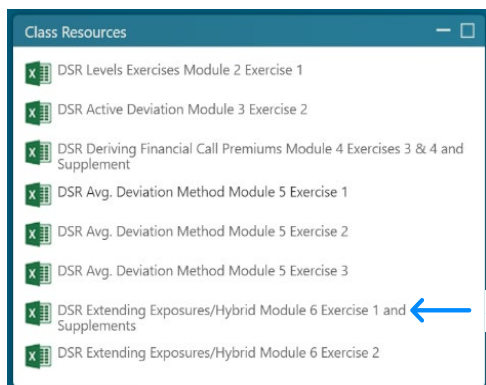 Class Resources
DSR Levels Exercises Module 2 Exercise 1
DSR Active Deviation Module 3 Exercise 2
DSR Deriving Financial Call Premiums Module 4 Exercises 3 & 4 and
Supplement
DSR Avg. Deviation Method Module 5 Exercise 1
DSR Avg. Deviation Method Module 5 Exercise 2
DSR Avg. Deviation Method Module 5 Exercise 3
DSR Extending Exposures/Hybrid Module 6 Exercise 1 and
Supplements
DSR Extending Exposures/Hybrid Module 6 Exercise 2